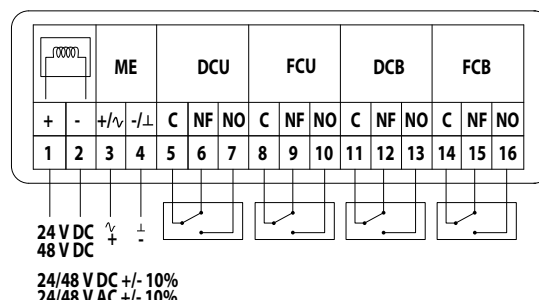 ME DCU FCU DCB FCB
+ - +/∿ -/⊥ C NF NO C NF NO C NF NO C NF NO
1 2 3 4 5 6 7 8 9 10 11 12 13 14 15 16
24 V DC ∿ ⊥
48 V DC + -
24/48 V DC +/- 10%
24/48 V AC +/- 10%